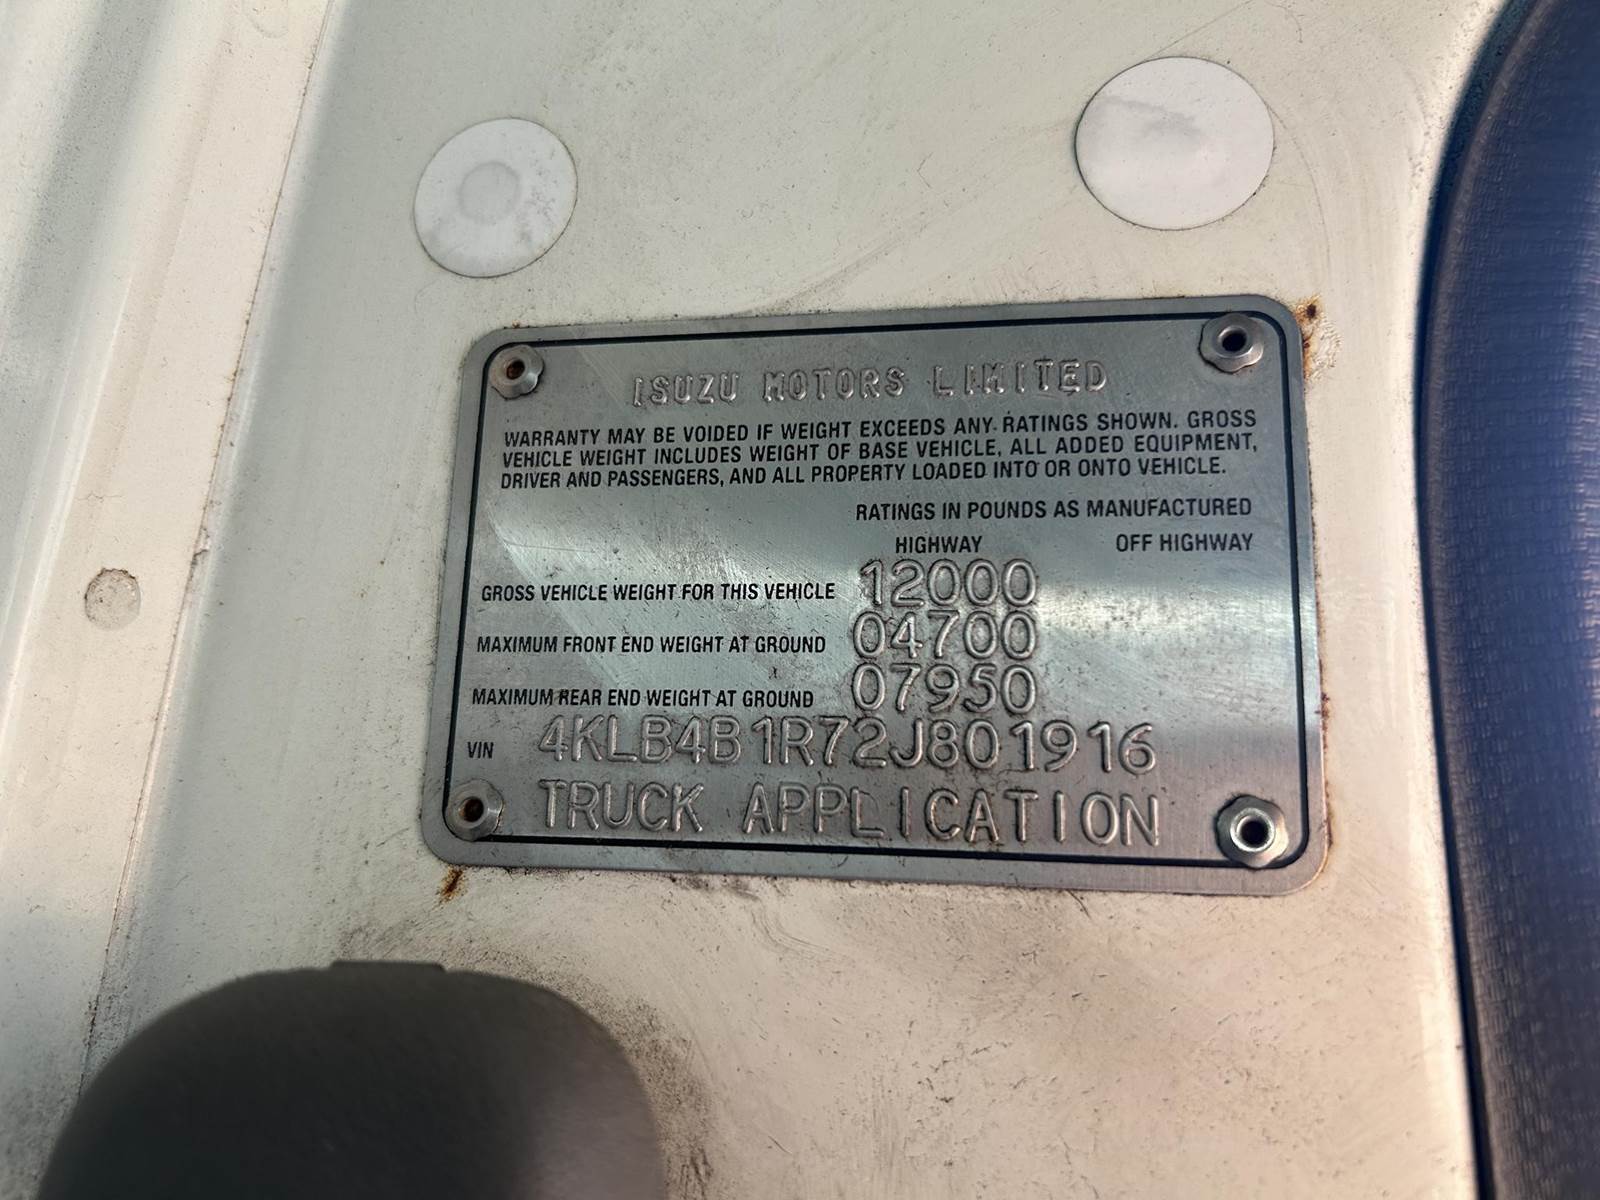 ISUZU MOTORS LIMITED
WARRANTY MAY BE VOIDED IF WEIGHT EXCEEDS ANY RATINGS SHOWN. GROSS
VEHICLE WEIGHT INCLUDES WEIGHT OF BASE VEHICLE, ALL ADDED EQUIPMENT,
DRIVER AND PASSENGERS, AND ALL PROPERTY LOADED INTO OR ONTO VEHICLE.
RATINGS IN POUNDS AS MANUFACTURED
HIGHWAY OFF HIGHWAY
GROSS VEHICLE WEIGHT FOR THIS VEHICLE 12000
MAXIMUM FRONT END WEIGHT AT GROUND 04700
MAXIMUM REAR END WEIGHT AT GROUND 07950
VIN 4KLB4B1R72J801916
TRUCK APPLICATION